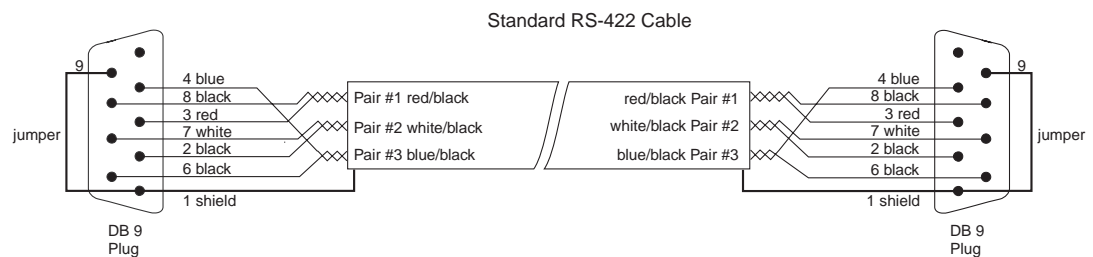 Standard RS-422 Cable
9
4 blue
8 black
3 red
7 white
2 black
6 black
1 shield
jumper
DB 9
Plug
Pair #1 red/black
Pair #2 white/black
Pair #3 blue/black
red/black Pair #1
white/black Pair #2
blue/black Pair #3
9
4 blue
8 black
3 red
7 white
2 black
6 black
1 shield
jumper
DB 9
Plug